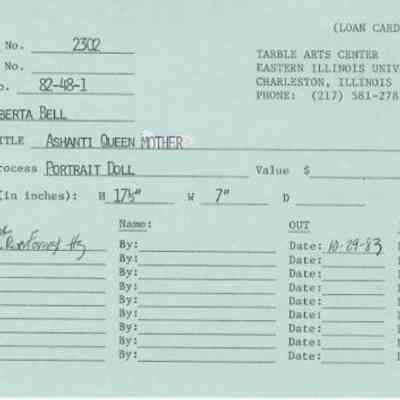 (LOAN CARD
No. 2302
TARBLE ARTS CENTER
No.
EASTERN ILLINOIS UNIV
o. 82-48-1
CHARLESTON, ILLINOIS
PHONE: (217) 581-278
BERTA BELL
TITLE ASHANTI QUEEN MOTHER
rocess PORTRAIT DOLL Value $
(in inches): H 17½" W 7" D
Name: OUT
By: Date: 10-29-83
By: Date:
By: Date:
By: Date:
By: Date:
By: Date:
By: Date:
By: Date:
By: Date: